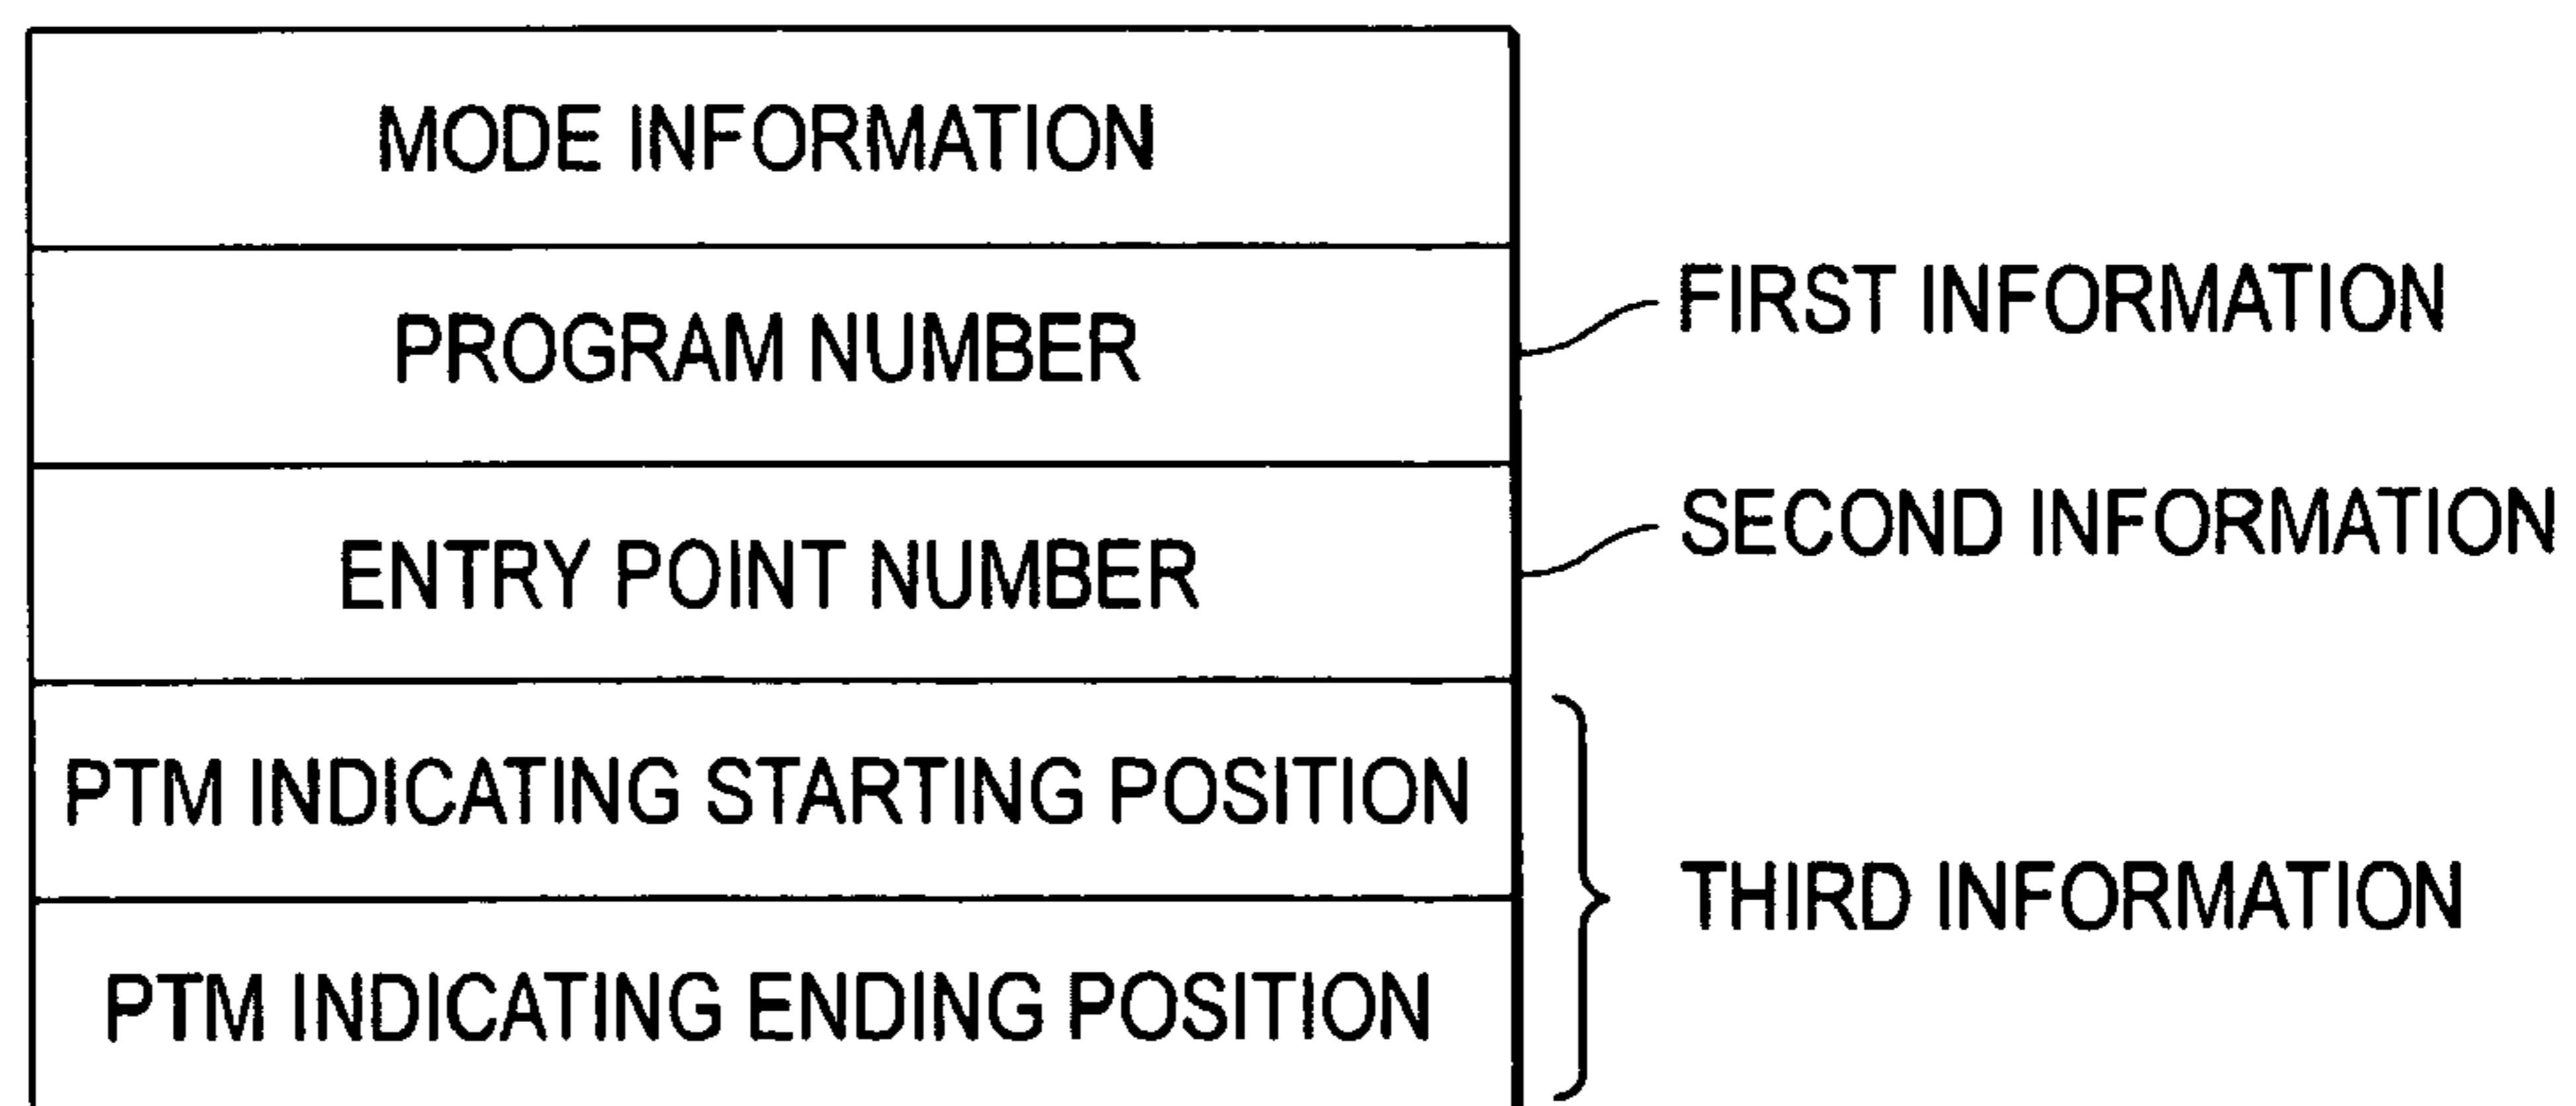 MODE INFORMATION
PROGRAM NUMBER
FIRST INFORMATION
ENTRY POINT NUMBER
SECOND INFORMATION
PTM INDICATING STARTING POSITION
THIRD INFORMATION
PTM INDICATING ENDING POSITION